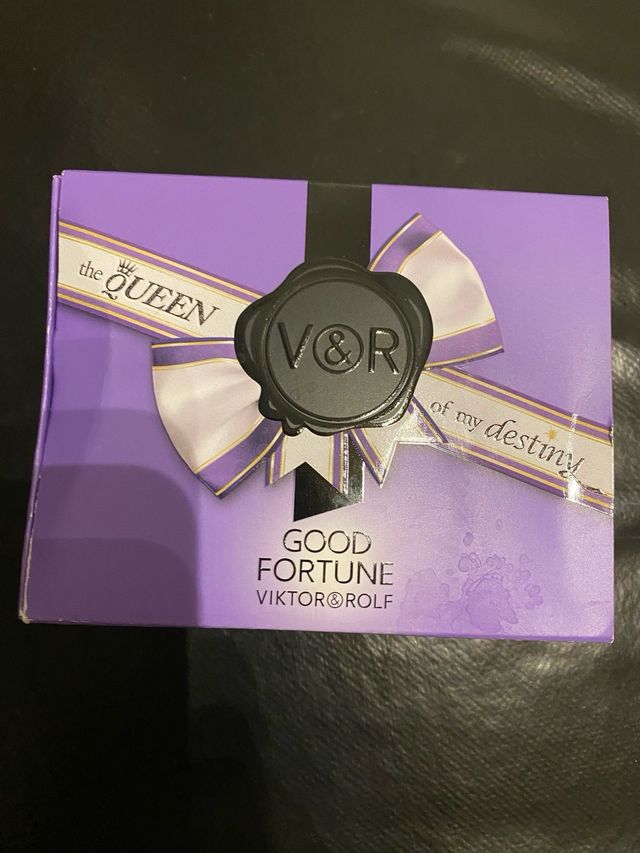 the QUEEN
V&R
of my destiny
GOOD
FORTUNE
VIKTOR&ROLF